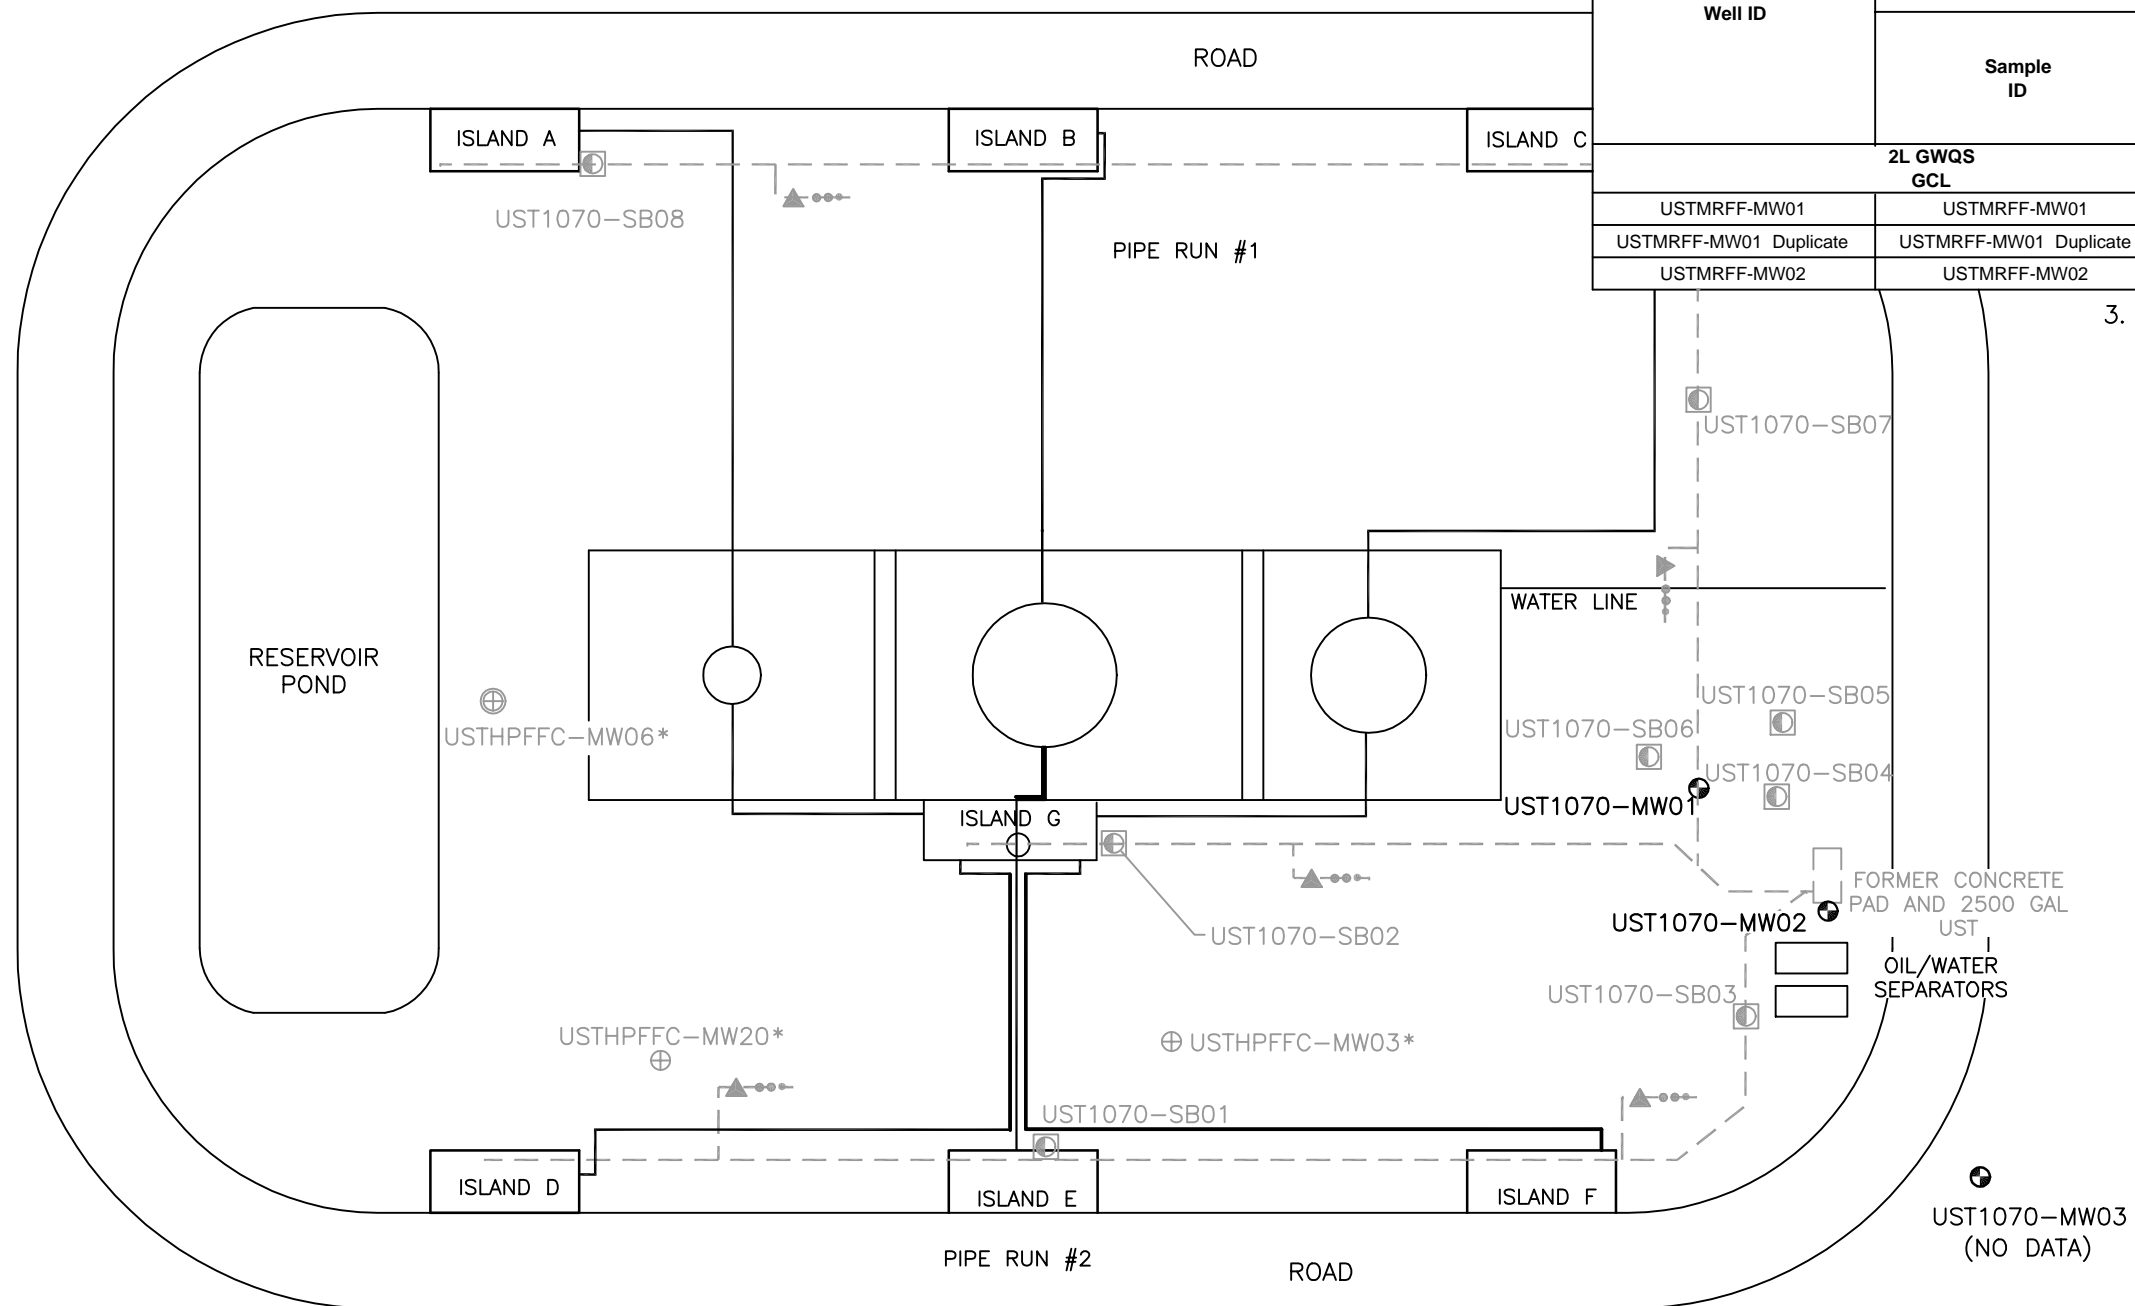 Well ID
Sample
ID
2L GWQS
GCL
USTMRFF-MW01 USTMRFF-MW01
USTMRFF-MW01 Duplicate USTMRFF-MW01 Duplicate
USTMRFF-MW02 USTMRFF-MW02
3.
ROAD
ISLAND A
ISLAND B
ISLAND C
UST1070-SB08
PIPE RUN #1
UST1070-SB07
WATER LINE
RESERVOIR
POND
USTHPFFC-MW06*
UST1070-SB05
UST1070-SB06
UST1070-SB04
UST1070-MW01
ISLAND G
FORMER CONCRETE
PAD AND 2500 GAL
UST
UST1070-MW02
UST1070-SB02
OIL/WATER
SEPARATORS
UST1070-SB03
USTHPFFC-MW20*
USTHPFFC-MW03*
UST1070-SB01
ISLAND D
ISLAND E
ISLAND F
UST1070-MW03
(NO DATA)
PIPE RUN #2
ROAD